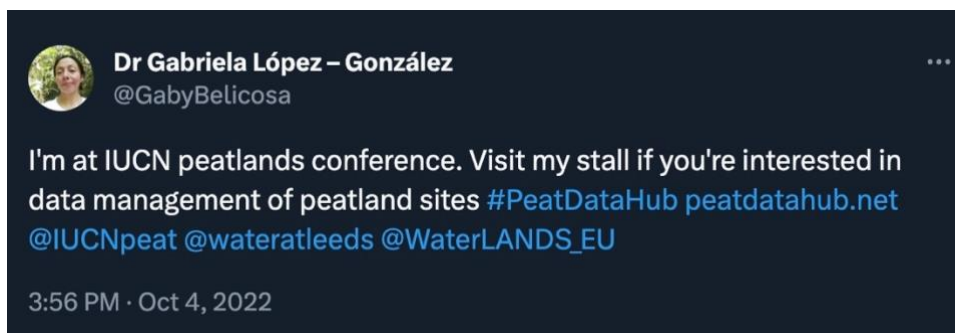 Dr Gabriela López – González
@GabyBelicosa
I'm at IUCN peatlands conference. Visit my stall if you're interested in
data management of peatland sites #PeatDataHub peatdatahub.net
@IUCNpeat @wateratleeds @WaterLANDS_EU
3:56 PM · Oct 4, 2022